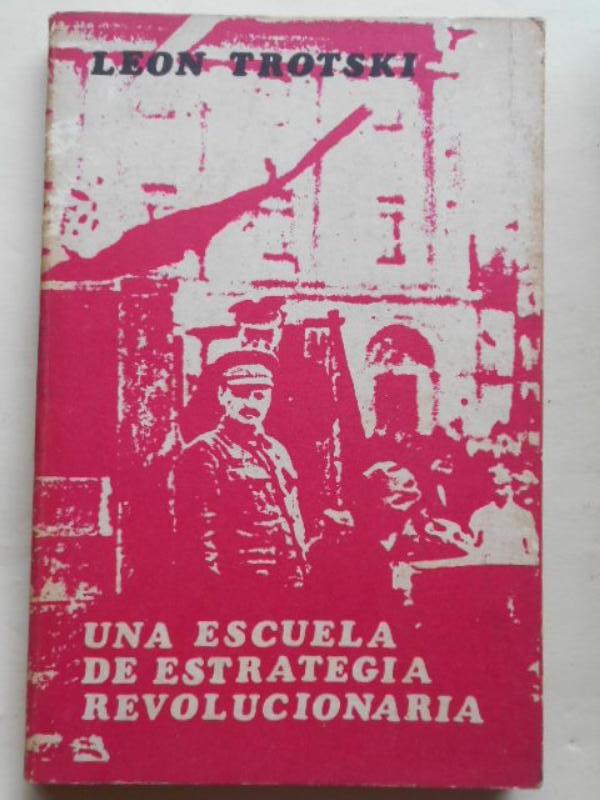 LEON TROTSKI
UNA ESCUELA
DE ESTRATEGIA
REVOLUCIONARIA